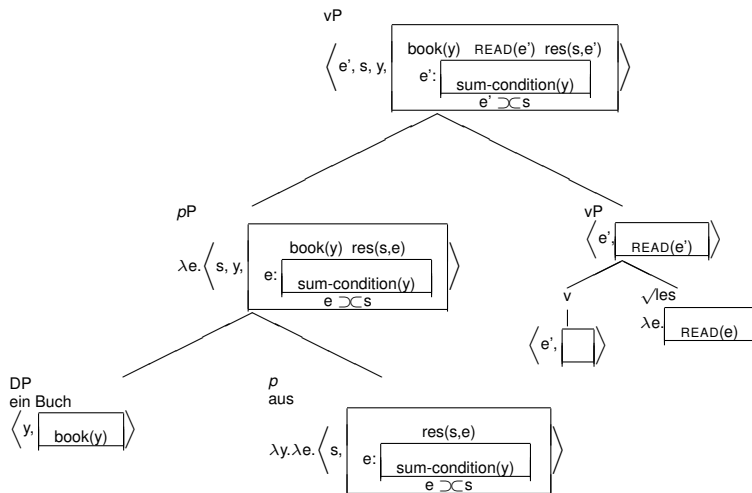 vP
book(y) READ(e’) res(s,e’)
⟨ e’, s, y, e’: ⟩
sum-condition(y)
e’ ⊃⊂ s
pP
vP
book(y) res(s,e)
⟨ e’, READ(e’) ⟩
λe. ⟨ s, y, e: ⟩
sum-condition(y)
e ⊃⊂ s
v
√les
⟨ e’, ⟩
λe. READ(e)
DP
ein Buch
⟨ y, book(y) ⟩
p
aus
res(s,e)
λy.λe. ⟨ s, e: ⟩
sum-condition(y)
e ⊃⊂ s